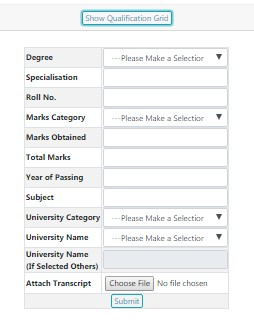 Show Qualification Grid
Degree ---Please Make a Selection
Specialisation
Roll No.
Marks Category ---Please Make a Selection
Marks Obtained
Total Marks
Year of Passing
Subject
University Category ---Please Make a Selection
University Name ---Please Make a Selection
University Name
(If Selected Others)
Attach Transcript Choose File No file chosen
Submit